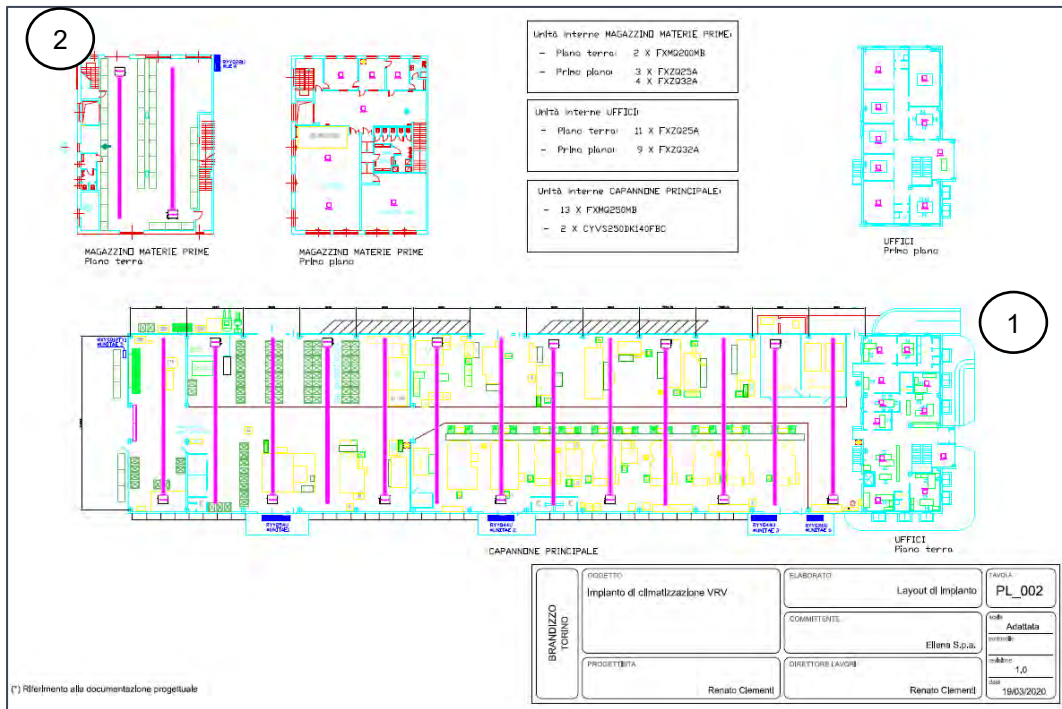 2
Unità interne MAGAZZINO MATERIE PRIME:
- Piano terra: 2 X FXMQ200MB
- Primo piano: 3 X FXZQ25A
4 X FXZQ32A
Unità interne UFFICI:
- Piano terra: 11 X FXZQ25A
- Primo piano: 9 X FXZQ32A
Unità interne CAPANNONE PRINCIPALE:
- 13 X FXMQ250MB
- 2 X CYVS250DK140FBC
MAGAZZINO MATERIE PRIME
Piano terra
MAGAZZINO MATERIE PRIME
Primo piano
UFFICI
Primo piano
1
CAPANNONE PRINCIPALE
UFFICI
Piano terra
BRANDIZZO
TORINO
OGGETTO
Impianto di climatizzazione VRV
ELABORATO
Layout di Impianto
TAVOLA
PL_002
COMMITTENTE
Ellena S.p.a.
scala
Adattata
controllo
PROGETTISTA
Renato Clementi
DIRETTORE LAVORI
Renato Clementi
revisione
1,0
data
19/03/2020
(*) Riferimento alla documentazione progettuale